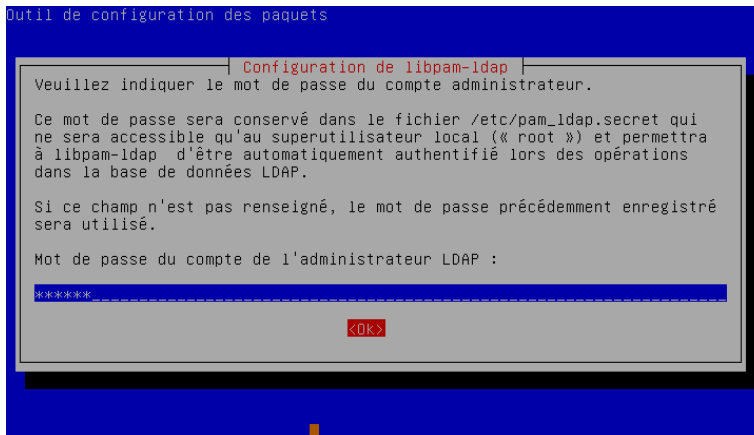 Outil de configuration des paquets
Configuration de libpam-ldap
Veuillez indiquer le mot de passe du compte administrateur.
Ce mot de passe sera conservé dans le fichier /etc/pam_ldap.secret qui
ne sera accessible qu'au superutilisateur local (« root ») et permettra
à libpam-ldap  d'être automatiquement authentifié lors des opérations
dans la base de données LDAP.
Si ce champ n'est pas renseigné, le mot de passe précédemment enregistré
sera utilisé.
Mot de passe du compte de l'administrateur LDAP :
******
<Ok>